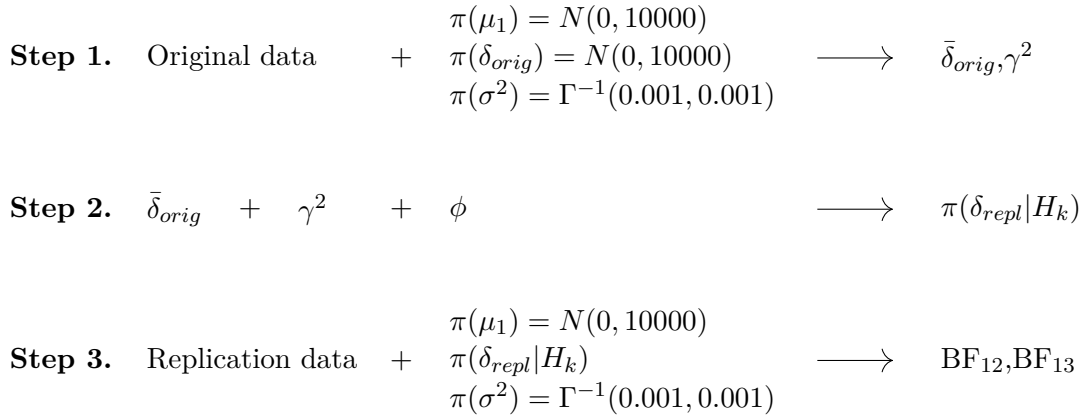 π(μ₁) = N(0, 10000)
Step 1. Original data + π(δ_orig) = N(0, 10000) ⟶ δ̄_orig,γ²
π(σ²) = Γ⁻¹(0.001, 0.001)
Step 2. δ̄_orig + γ² + ϕ ⟶ π(δ_repl|H_k)
π(μ₁) = N(0, 10000)
Step 3. Replication data + π(δ_repl|H_k) ⟶ BF₁₂,BF₁₃
π(σ²) = Γ⁻¹(0.001, 0.001)